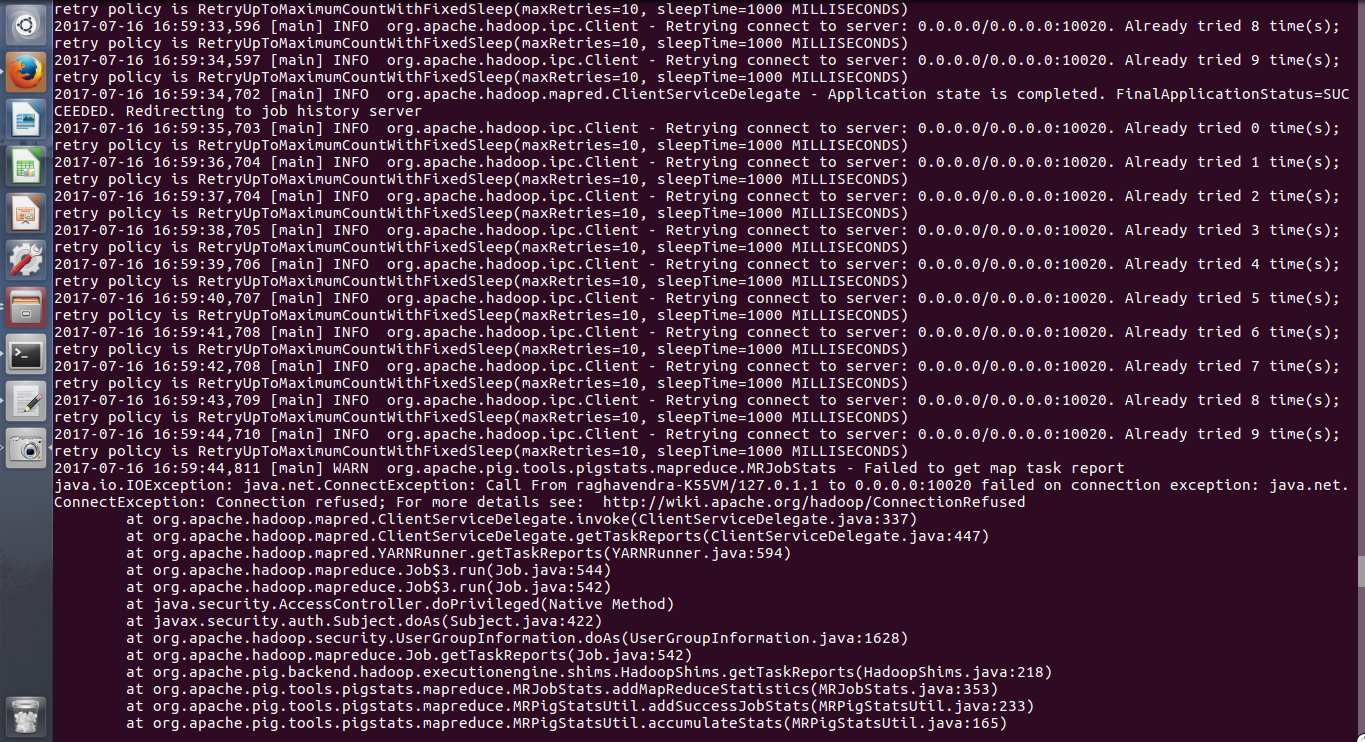 retry policy is RetryUpToMaximumCountWithFixedSleep(maxRetries=10, sleepTime=1000 MILLISECONDS)
2017-07-16 16:59:33,596 [main] INFO  org.apache.hadoop.ipc.Client - Retrying connect to server: 0.0.0.0/0.0.0.0:10020. Already tried 8 time(s);
retry policy is RetryUpToMaximumCountWithFixedSleep(maxRetries=10, sleepTime=1000 MILLISECONDS)
2017-07-16 16:59:34,597 [main] INFO  org.apache.hadoop.ipc.Client - Retrying connect to server: 0.0.0.0/0.0.0.0:10020. Already tried 9 time(s);
retry policy is RetryUpToMaximumCountWithFixedSleep(maxRetries=10, sleepTime=1000 MILLISECONDS)
2017-07-16 16:59:34,702 [main] INFO  org.apache.hadoop.mapred.ClientServiceDelegate - Application state is completed. FinalApplicationStatus=SUC
CEEDED. Redirecting to job history server
2017-07-16 16:59:35,703 [main] INFO  org.apache.hadoop.ipc.Client - Retrying connect to server: 0.0.0.0/0.0.0.0:10020. Already tried 0 time(s);
retry policy is RetryUpToMaximumCountWithFixedSleep(maxRetries=10, sleepTime=1000 MILLISECONDS)
2017-07-16 16:59:36,704 [main] INFO  org.apache.hadoop.ipc.Client - Retrying connect to server: 0.0.0.0/0.0.0.0:10020. Already tried 1 time(s);
retry policy is RetryUpToMaximumCountWithFixedSleep(maxRetries=10, sleepTime=1000 MILLISECONDS)
2017-07-16 16:59:37,704 [main] INFO  org.apache.hadoop.ipc.Client - Retrying connect to server: 0.0.0.0/0.0.0.0:10020. Already tried 2 time(s);
retry policy is RetryUpToMaximumCountWithFixedSleep(maxRetries=10, sleepTime=1000 MILLISECONDS)
2017-07-16 16:59:38,705 [main] INFO  org.apache.hadoop.ipc.Client - Retrying connect to server: 0.0.0.0/0.0.0.0:10020. Already tried 3 time(s);
retry policy is RetryUpToMaximumCountWithFixedSleep(maxRetries=10, sleepTime=1000 MILLISECONDS)
2017-07-16 16:59:39,706 [main] INFO  org.apache.hadoop.ipc.Client - Retrying connect to server: 0.0.0.0/0.0.0.0:10020. Already tried 4 time(s);
retry policy is RetryUpToMaximumCountWithFixedSleep(maxRetries=10, sleepTime=1000 MILLISECONDS)
2017-07-16 16:59:40,707 [main] INFO  org.apache.hadoop.ipc.Client - Retrying connect to server: 0.0.0.0/0.0.0.0:10020. Already tried 5 time(s);
retry policy is RetryUpToMaximumCountWithFixedSleep(maxRetries=10, sleepTime=1000 MILLISECONDS)
2017-07-16 16:59:41,708 [main] INFO  org.apache.hadoop.ipc.Client - Retrying connect to server: 0.0.0.0/0.0.0.0:10020. Already tried 6 time(s);
retry policy is RetryUpToMaximumCountWithFixedSleep(maxRetries=10, sleepTime=1000 MILLISECONDS)
2017-07-16 16:59:42,708 [main] INFO  org.apache.hadoop.ipc.Client - Retrying connect to server: 0.0.0.0/0.0.0.0:10020. Already tried 7 time(s);
retry policy is RetryUpToMaximumCountWithFixedSleep(maxRetries=10, sleepTime=1000 MILLISECONDS)
2017-07-16 16:59:43,709 [main] INFO  org.apache.hadoop.ipc.Client - Retrying connect to server: 0.0.0.0/0.0.0.0:10020. Already tried 8 time(s);
retry policy is RetryUpToMaximumCountWithFixedSleep(maxRetries=10, sleepTime=1000 MILLISECONDS)
2017-07-16 16:59:44,710 [main] INFO  org.apache.hadoop.ipc.Client - Retrying connect to server: 0.0.0.0/0.0.0.0:10020. Already tried 9 time(s);
retry policy is RetryUpToMaximumCountWithFixedSleep(maxRetries=10, sleepTime=1000 MILLISECONDS)
2017-07-16 16:59:44,811 [main] WARN  org.apache.pig.tools.pigstats.mapreduce.MRJobStats - Failed to get map task report
java.io.IOException: java.net.ConnectException: Call From raghavendra-K55VM/127.0.1.1 to 0.0.0.0:10020 failed on connection exception: java.net.
ConnectException: Connection refused; For more details see:  http://wiki.apache.org/hadoop/ConnectionRefused
at org.apache.hadoop.mapred.ClientServiceDelegate.invoke(ClientServiceDelegate.java:337)
at org.apache.hadoop.mapred.ClientServiceDelegate.getTaskReports(ClientServiceDelegate.java:447)
at org.apache.hadoop.mapred.YARNRunner.getTaskReports(YARNRunner.java:594)
at org.apache.hadoop.mapreduce.Job$3.run(Job.java:544)
at org.apache.hadoop.mapreduce.Job$3.run(Job.java:542)
at java.security.AccessController.doPrivileged(Native Method)
at javax.security.auth.Subject.doAs(Subject.java:422)
at org.apache.hadoop.security.UserGroupInformation.doAs(UserGroupInformation.java:1628)
at org.apache.hadoop.mapreduce.Job.getTaskReports(Job.java:542)
at org.apache.pig.backend.hadoop.executionengine.shims.HadoopShims.getTaskReports(HadoopShims.java:218)
at org.apache.pig.tools.pigstats.mapreduce.MRJobStats.addMapReduceStatistics(MRJobStats.java:353)
at org.apache.pig.tools.pigstats.mapreduce.MRPigStatsUtil.addSuccessJobStats(MRPigStatsUtil.java:233)
at org.apache.pig.tools.pigstats.mapreduce.MRPigStatsUtil.accumulateStats(MRPigStatsUtil.java:165)